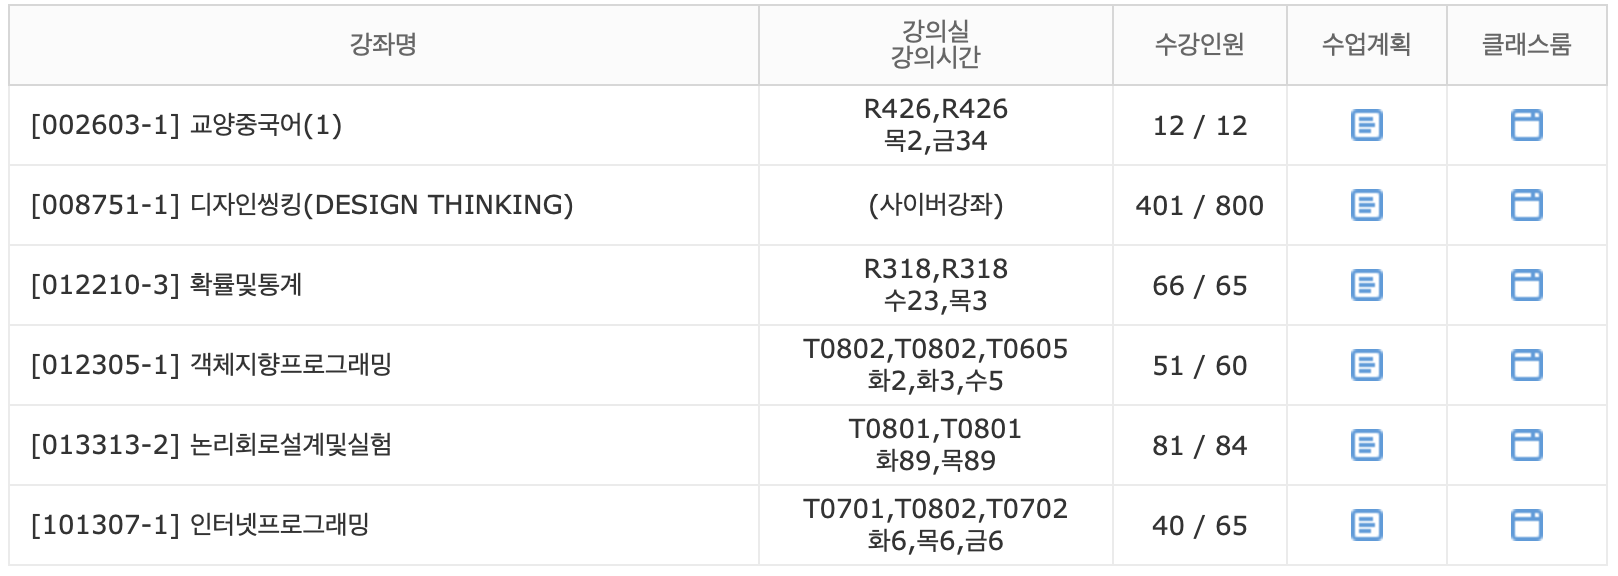 강좌명
강의실
강의시간
수강인원
수업계획
클래스룸
[002603-1] 교양중국어(1)
R426,R426
목2,금34
12 / 12
[008751-1] 디자인씽킹(DESIGN THINKING)
(사이버강좌)
401 / 800
[012210-3] 확률및통계
R318,R318
수23,목3
66 / 65
[012305-1] 객체지향프로그래밍
T0802,T0802,T0605
화2,화3,수5
51 / 60
[013313-2] 논리회로설계및실험
T0801,T0801
화89,목89
81 / 84
[101307-1] 인터넷프로그래밍
T0701,T0802,T0702
화6,목6,금6
40 / 65